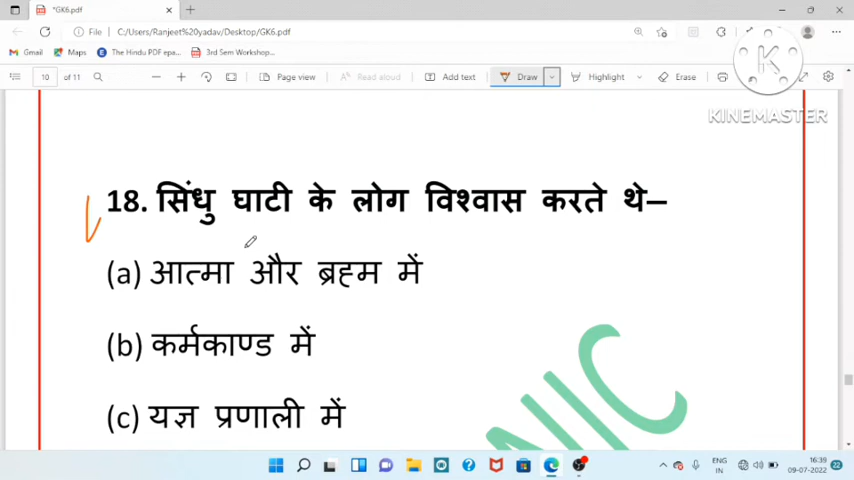 *GK6.pdf
File C:/Users/Ranjeet%20yadav/Desktop/GK6.pdf
Gmail Maps The Hindu PDF epa... 3rd Sem Workshop...
10 of 11 Page view Read aloud Add text Draw Highlight Erase
KINEMASTER
18. सिंधु घाटी के लोग विश्वास करते थे–
(a) आत्मा और ब्रह्म में
(b) कर्मकाण्ड में
(c) यज्ञ प्रणाली में
NIC
ENG
IN
16:39
09-07-2022
22